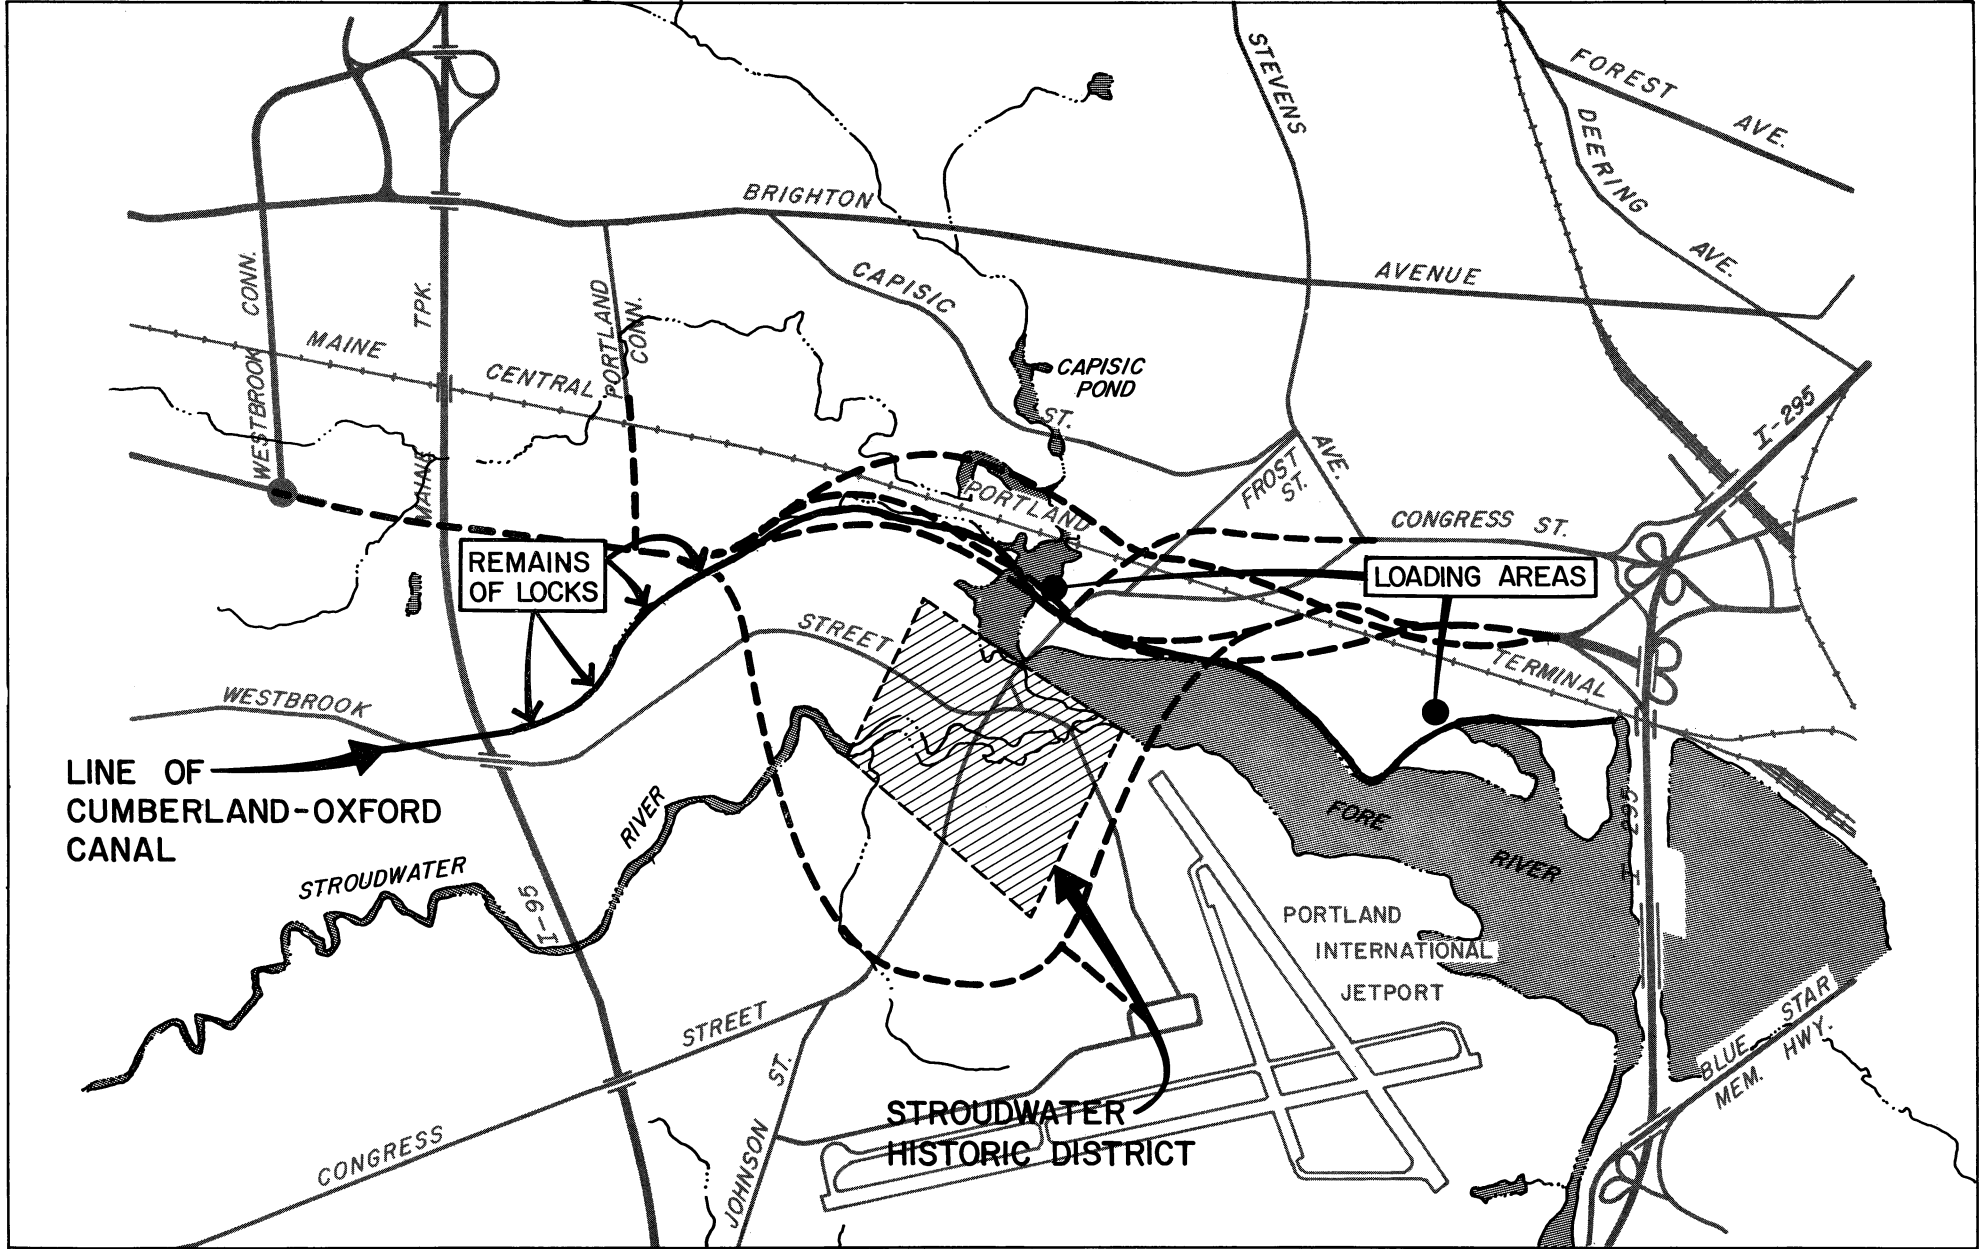 STEVENS
FOREST AVE.
DEERING AVE.
BRIGHTON AVENUE
WESTBROOK CONN.
MAINE TPK.
PORTLAND
CONN.
CAPISIC ST.
MAINE CENTRAL
CAPISIC
POND
I-295
AVE.
FROST
ST.
PORTLAND
TERMINAL
CONGRESS ST.
REMAINS
OF LOCKS
LOADING AREAS
WESTBROOK STREET
LINE OF
CUMBERLAND-OXFORD
CANAL
STROUDWATER RIVER
I-95
FORE RIVER
I 295
PORTLAND
INTERNATIONAL
JETPORT
BLUE STAR
MEM. HWY.
CONGRESS STREET
JOHNSON ST.
STROUDWATER
HISTORIC DISTRICT